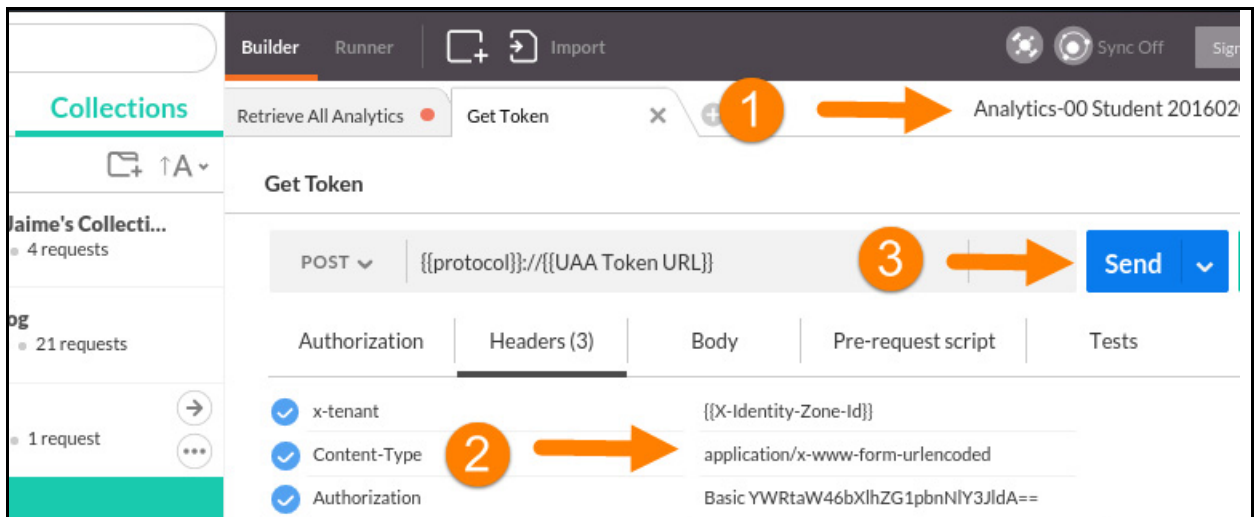 Builder Runner Import Sync Off Sign
Collections
Retrieve All Analytics Get Token 1 Analytics-00 Student 201602
↑A
Get Token
Jaime's Collecti...
4 requests
POST {{protocol}}://{{UAA Token URL}} 3 Send
og
21 requests
Authorization Headers (3) Body Pre-request script Tests
x-tenant {{X-Identity-Zone-Id}}
1 request
Content-Type 2 application/x-www-form-urlencoded
Authorization Basic YWRtaW46bXlhZG1pbnNlY3JldA==